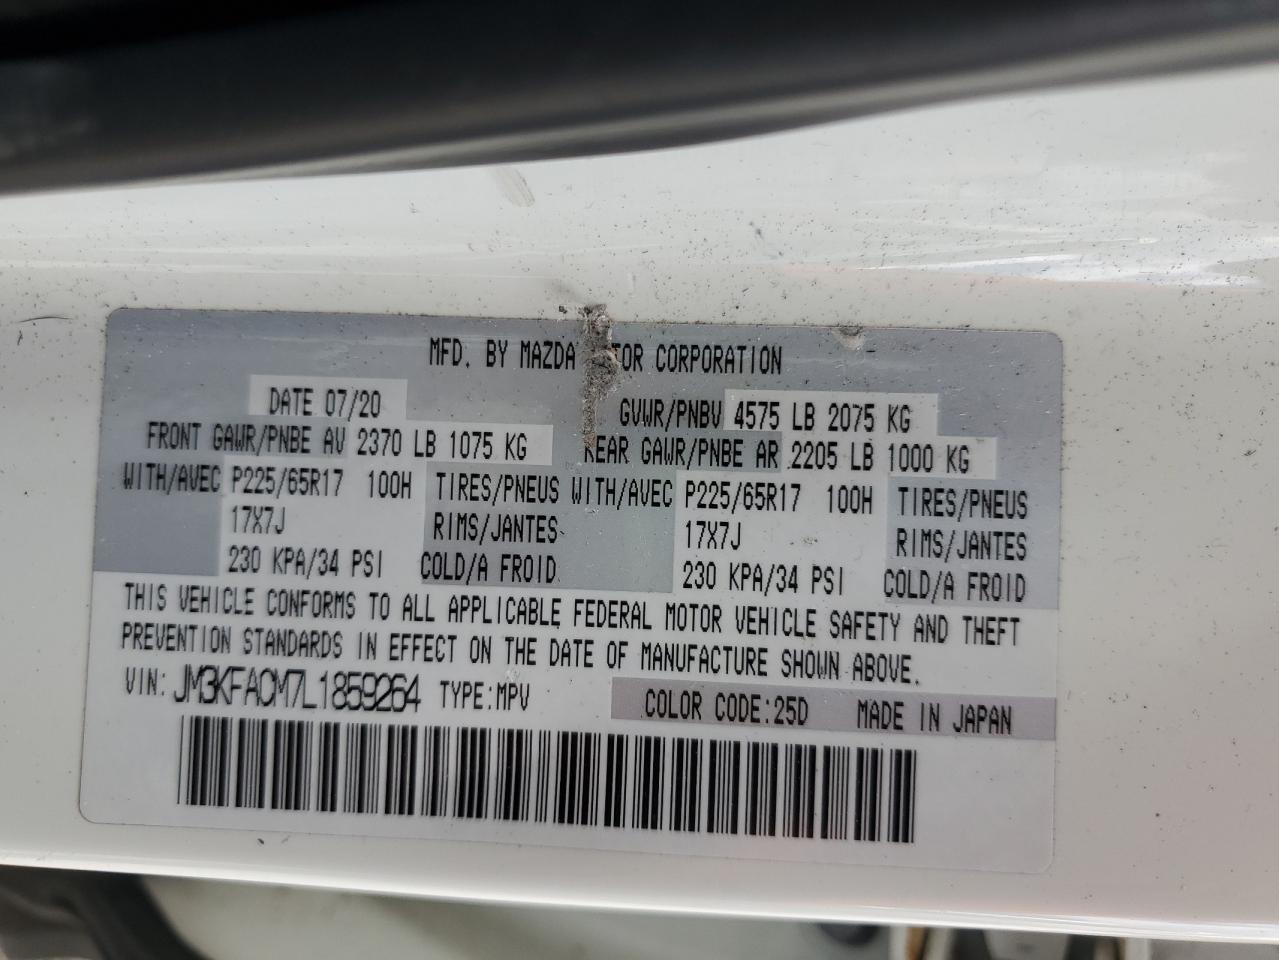 MFD. BY MAZDA MOTOR CORPORATION
DATE 07/20 GVWR/PNBV 4575 LB 2075 KG
FRONT GAWR/PNBE AV 2370 LB 1075 KG REAR GAWR/PNBE AR 2205 LB 1000 KG
WITH/AVEC P225/65R17 100H TIRES/PNEUS WITH/AVEC P225/65R17 100H TIRES/PNEUS
17X7J RIMS/JANTES 17X7J RIMS/JANTES
230 KPA/34 PSI COLD/A FROID 230 KPA/34 PSI COLD/A FROID
THIS VEHICLE CONFORMS TO ALL APPLICABLE FEDERAL MOTOR VEHICLE SAFETY AND THEFT
PREVENTION STANDARDS IN EFFECT ON THE DATE OF MANUFACTURE SHOWN ABOVE.
VIN: JM3KFACM7L1859264 TYPE:MPV COLOR CODE:25D MADE IN JAPAN